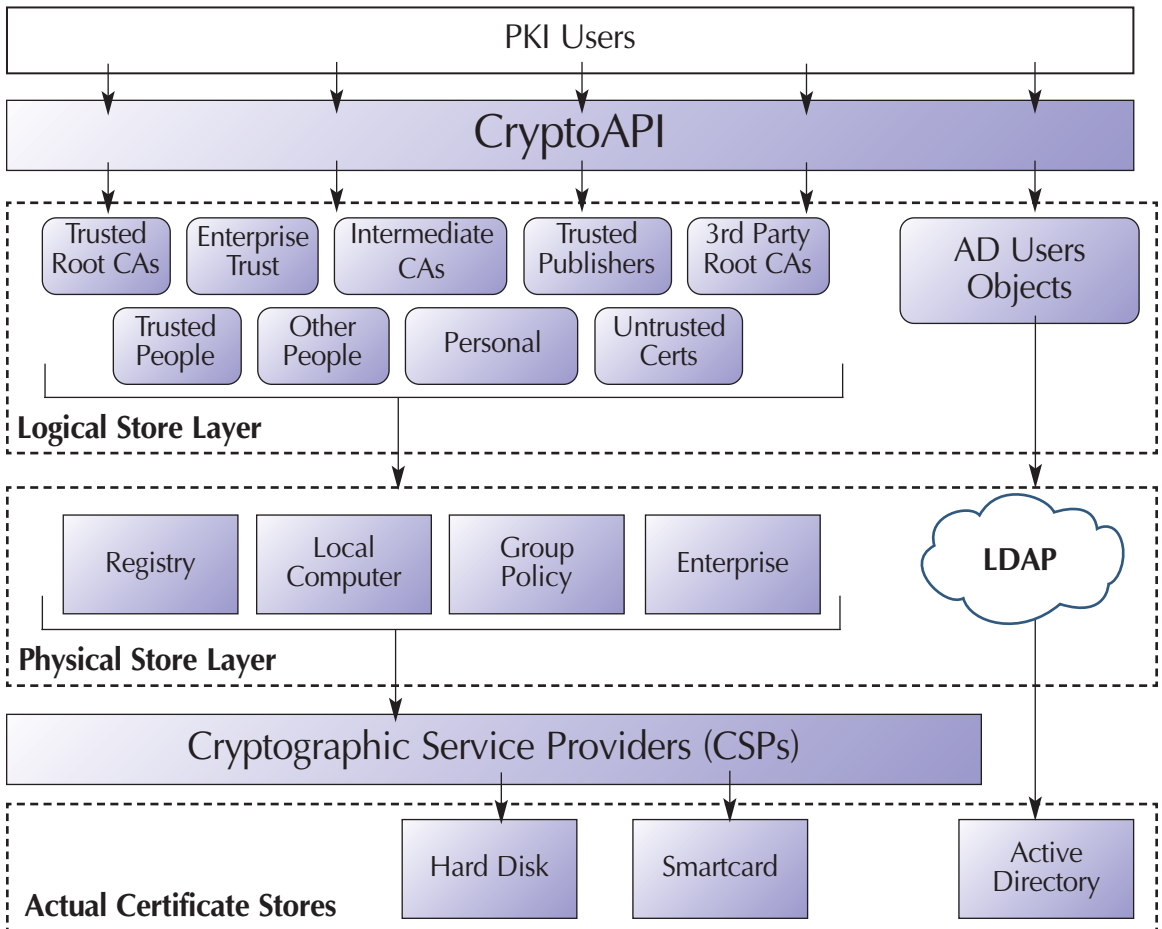 PKI Users
CryptoAPI
Trusted
Root CAs
Enterprise
Trust
Intermediate
CAs
Trusted
Publishers
3rd Party
Root CAs
AD Users
Objects
Trusted
People
Other
People
Personal
Untrusted
Certs
Logical Store Layer
Registry
Local
Computer
Group
Policy
Enterprise
LDAP
Physical Store Layer
Cryptographic Service Providers (CSPs)
Hard Disk
Smartcard
Active
Directory
Actual Certificate Stores